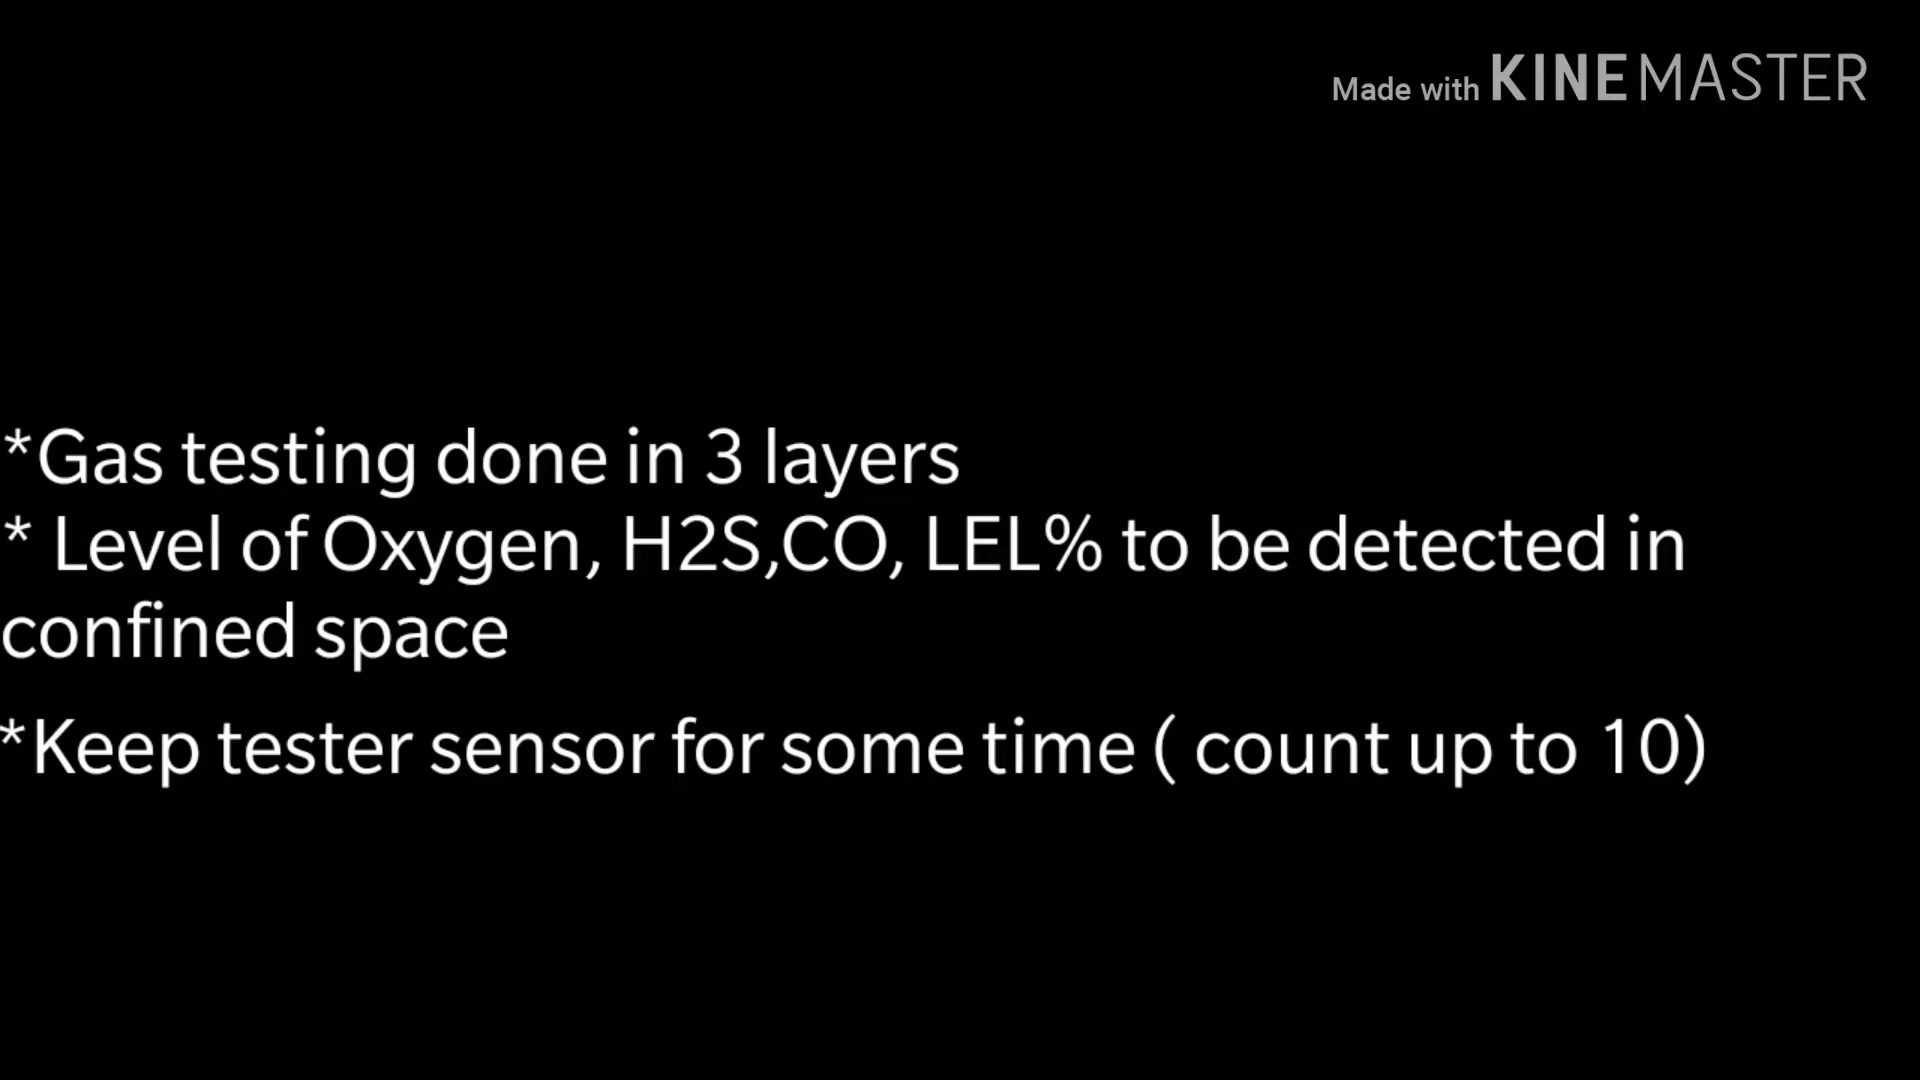 Made with KINEMASTER
*Gas testing done in 3 layers
* Level of Oxygen, H2S,CO, LEL% to be detected in
confined space
*Keep tester sensor for some time ( count up to 10)